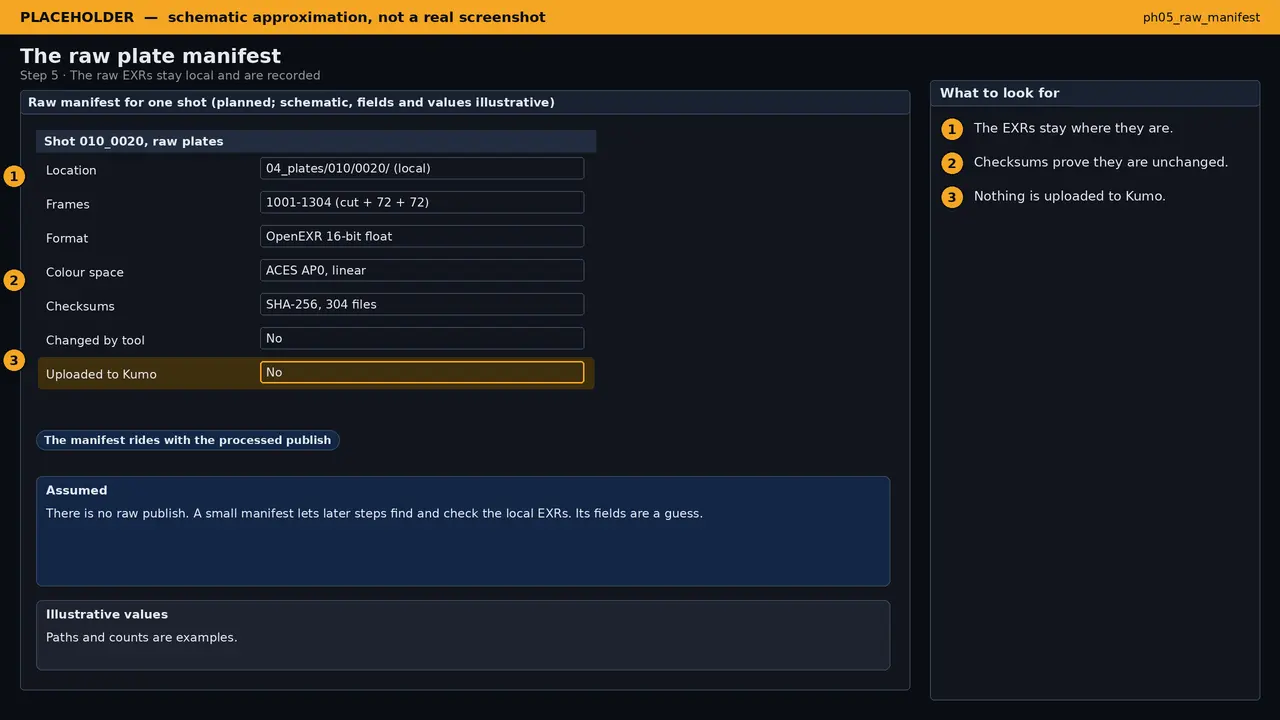 PLACEHOLDER — schematic approximation, not a real screenshot
ph05_raw_manifest
The raw plate manifest
Step 5 · The raw EXRs stay local and are recorded
Raw manifest for one shot (planned; schematic, fields and values illustrative)
Shot 010_0020, raw plates
1
Location
04_plates/010/0020/ (local)
Frames
1001-1304 (cut + 72 + 72)
Format
OpenEXR 16-bit float
2
Colour space
ACES AP0, linear
Checksums
SHA-256, 304 files
Changed by tool
No
3
Uploaded to Kumo
No
The manifest rides with the processed publish
Assumed
There is no raw publish. A small manifest lets later steps find and check the local EXRs. Its fields are a guess.
Illustrative values
Paths and counts are examples.
What to look for
1 The EXRs stay where they are.
2 Checksums prove they are unchanged.
3 Nothing is uploaded to Kumo.